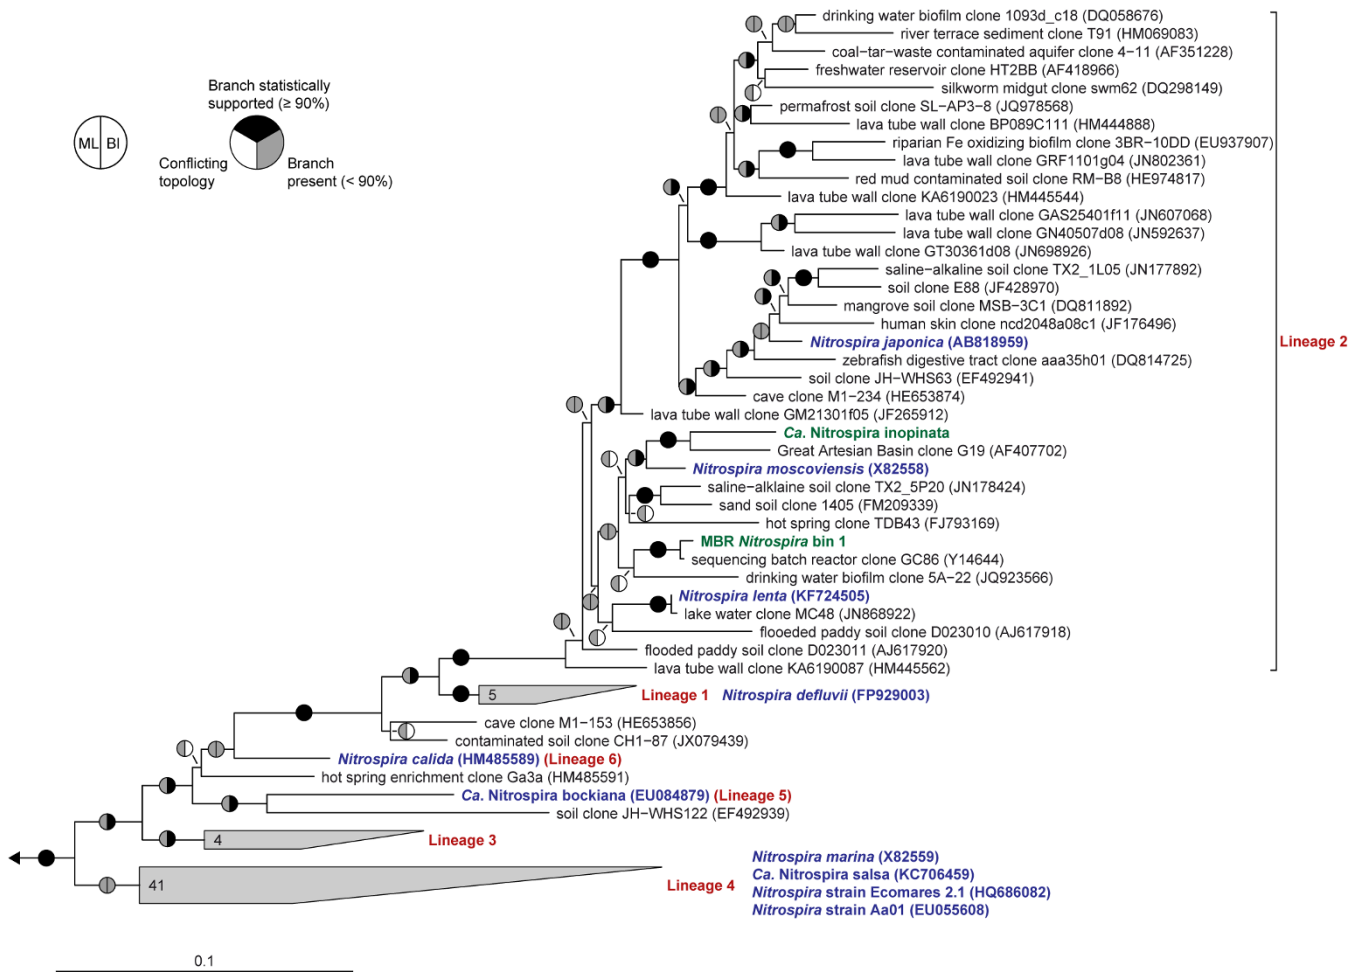 drinking water biofilm clone 1093d_c18 (DQ058676)
river terrace sediment clone T91 (HM069083)
coal-tar-waste contaminated aquifer clone 4-11 (AF351228)
freshwater reservoir clone HT2BB (AF418966)
silkworm midgut clone swm62 (DQ298149)
permafrost soil clone SL-AP3-8 (JQ978568)
lava tube wall clone BP089C111 (HM444888)
riparian Fe oxidizing biofilm clone 3BR-10DD (EU937907)
lava tube wall clone GRF1101g04 (JN802361)
red mud contaminated soil clone RM-B8 (HE974817)
lava tube wall clone KA6190023 (HM445544)
lava tube wall clone GAS25401f11 (JN607068)
lava tube wall clone GN40507d08 (JN592637)
lava tube wall clone GT30361d08 (JN698926)
saline-alkaline soil clone TX2_1L05 (JN177892)
soil clone E88 (JF428970)
mangrove soil clone MSB-3C1 (DQ811892)
human skin clone ncd2048a08c1 (JF176496)
Nitrospira japonica (AB818959)
zebrafish digestive tract clone aaa35h01 (DQ814725)
soil clone JH-WHS63 (EF492941)
cave clone M1-234 (HE653874)
lava tube wall clone GM21301f05 (JF265912)
Ca. Nitrospira inopinata
Great Artesian Basin clone G19 (AF407702)
Nitrospira moscoviensis (X82558)
saline-alklaine soil clone TX2_5P20 (JN178424)
sand soil clone 1405 (FM209339)
hot spring clone TDB43 (FJ793169)
MBR Nitrospira bin 1
sequencing batch reactor clone GC86 (Y14644)
drinking water biofilm clone 5A-22 (JQ923566)
Nitrospira lenta (KF724505)
lake water clone MC48 (JN868922)
flooeded paddy soil clone D023010 (AJ617918)
flooded paddy soil clone D023011 (AJ617920)
lava tube wall clone KA6190087 (HM445562)
Lineage 2
Branch statistically
supported (≥ 90%)
ML BI
Conflicting
topology
Branch
present (< 90%)
5 Lineage 1 Nitrospira defluvii (FP929003)
cave clone M1-153 (HE653856)
contaminated soil clone CH1-87 (JX079439)
Nitrospira calida (HM485589) (Lineage 6)
hot spring enrichment clone Ga3a (HM485591)
Ca. Nitrospira bockiana (EU084879) (Lineage 5)
soil clone JH-WHS122 (EF492939)
4 Lineage 3
41 Lineage 4
Nitrospira marina (X82559)
Ca. Nitrospira salsa (KC706459)
Nitrospira strain Ecomares 2.1 (HQ686082)
Nitrospira strain Aa01 (EU055608)
0.1